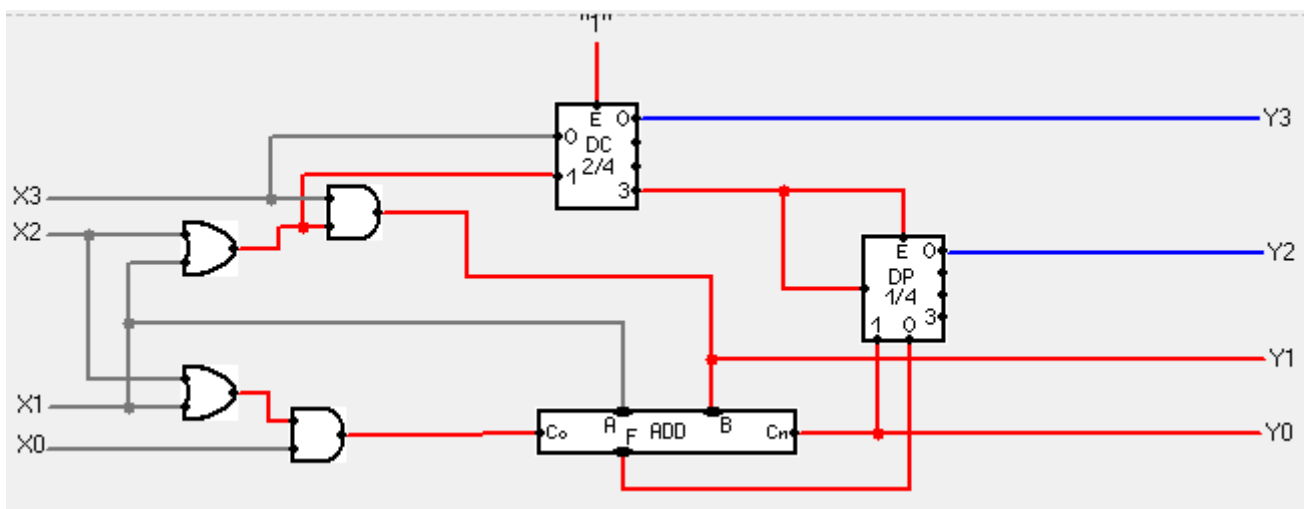 "1"
E 0
0 DC
2/4
1
3
Y3
X3
X2
E 0
DP
1/4
3
1 0
Y2
Y1
X1
X0
Co A F ADD B Cn
Y0